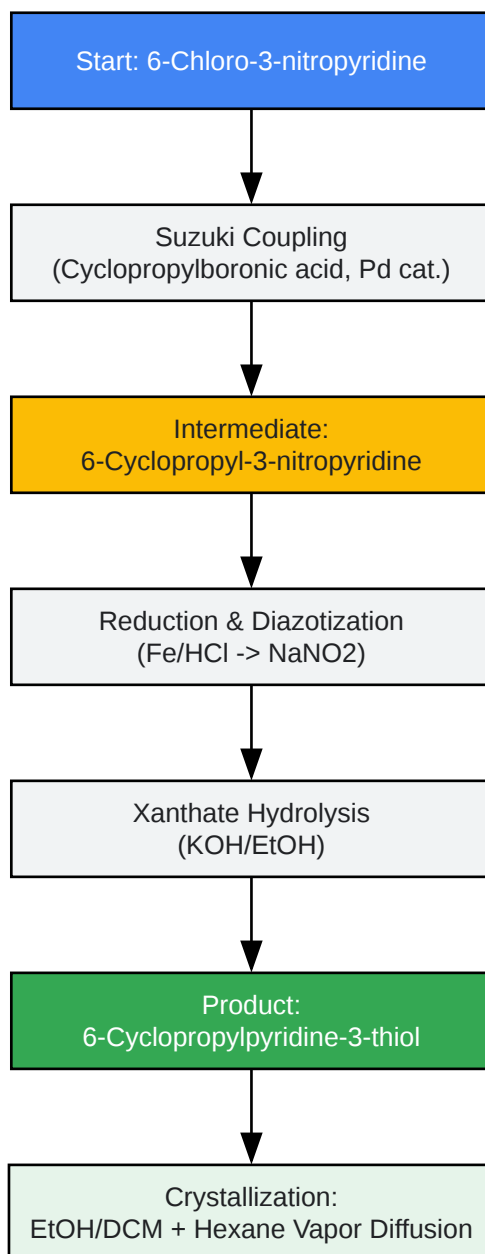 Start: 6-Chloro-3-nitropyridine
Suzuki Coupling
(Cyclopropylboronic acid, Pd cat.)
Intermediate:
6-Cyclopropyl-3-nitropyridine
Reduction & Diazotization
(Fe/HCl -> NaNO2)
Xanthate Hydrolysis
(KOH/EtOH)
Product:
6-Cyclopropylpyridine-3-thiol
Crystallization:
EtOH/DCM + Hexane Vapor Diffusion